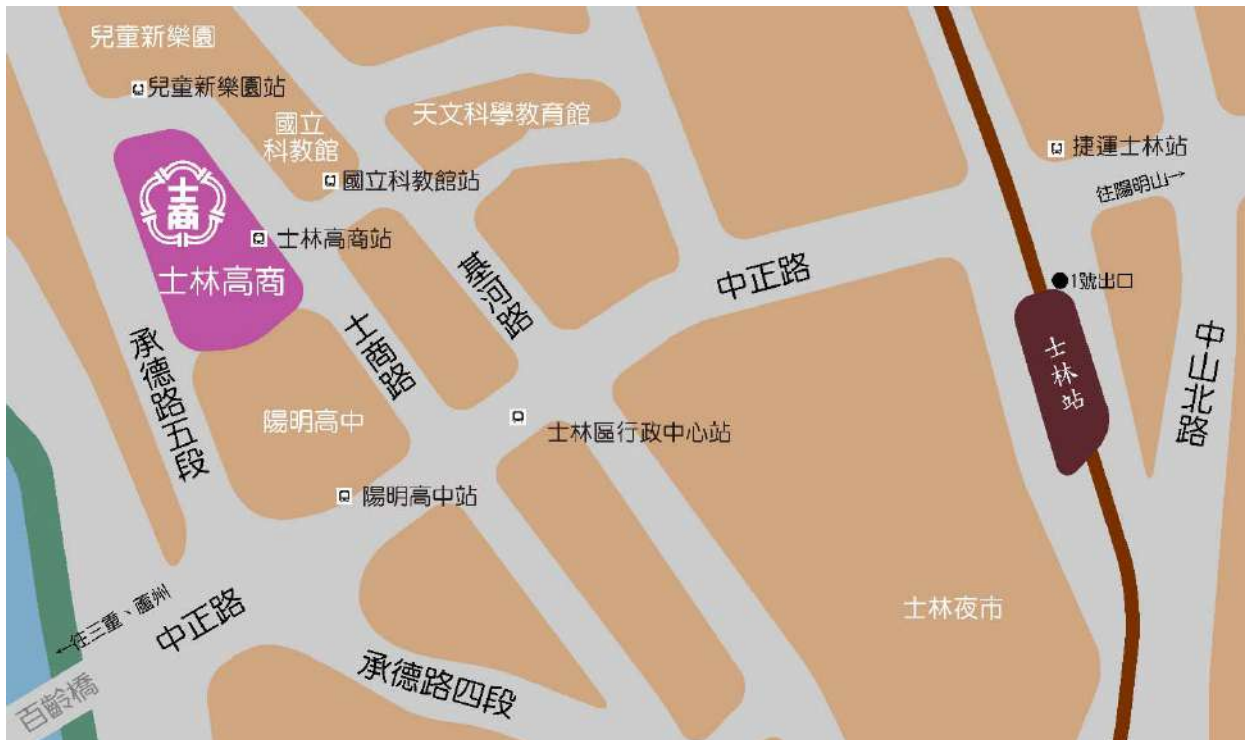 兒童新樂園
兒童新樂園站
國立
科教館
天文科學教育館
國立科教館站
捷運士林站
往陽明山→
士商
士林高商站
士林高商
基河路
中正路
1號出口
士林站
中山北路
承德路五段
士商路
陽明高中
士林區行政中心站
陽明高中站
←往三重、蘆州
中正路
士林夜市
承德路四段
百齡橋